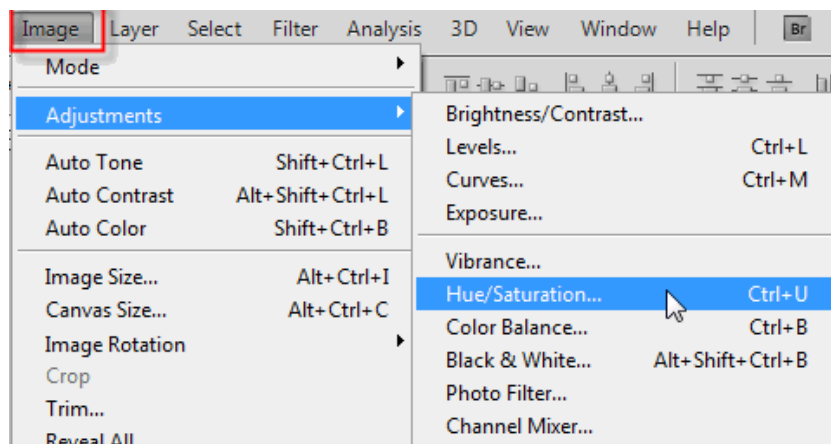 Image Layer Select Filter Analysis 3D View Window Help Br
Mode
Adjustments
Auto Tone Shift+Ctrl+L
Auto Contrast Alt+Shift+Ctrl+L
Auto Color Shift+Ctrl+B
Image Size... Alt+Ctrl+I
Canvas Size... Alt+Ctrl+C
Image Rotation
Crop
Trim...
Reveal All
Brightness/Contrast...
Levels... Ctrl+L
Curves... Ctrl+M
Exposure...
Vibrance...
Hue/Saturation... Ctrl+U
Color Balance... Ctrl+B
Black & White... Alt+Shift+Ctrl+B
Photo Filter...
Channel Mixer...